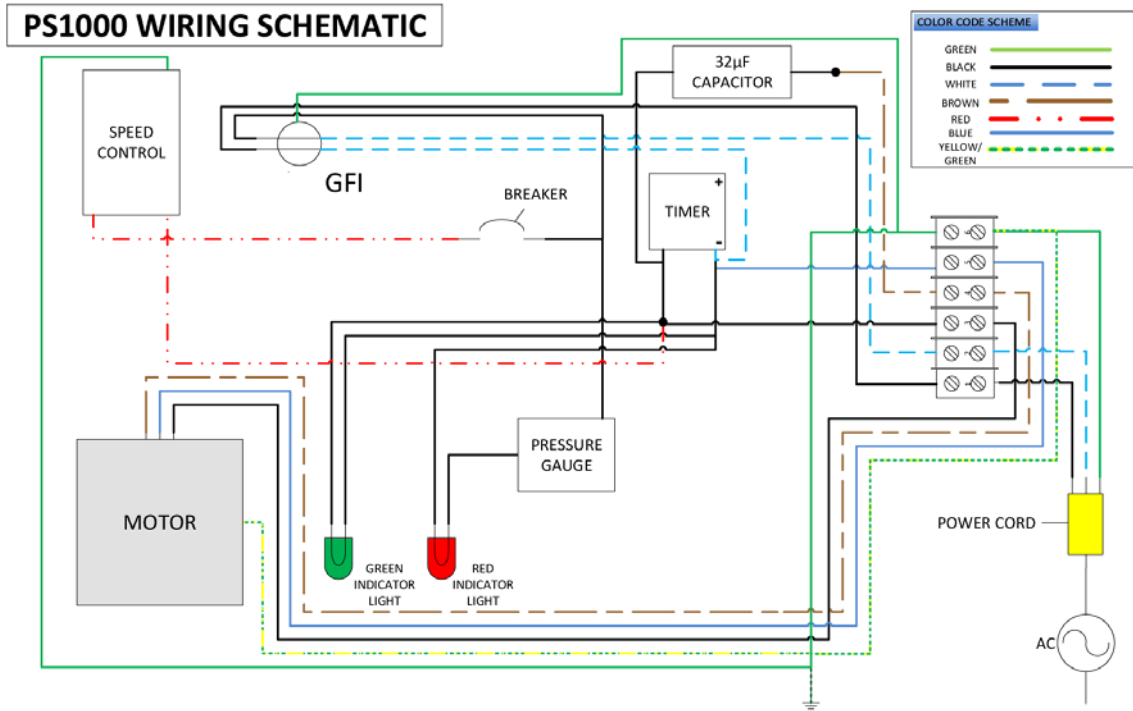 PS1000 WIRING SCHEMATIC
COLOR CODE SCHEME
GREEN
BLACK
WHITE
BROWN
RED
BLUE
YELLOW/
GREEN
32µF
CAPACITOR
SPEED
CONTROL
GFI
BREAKER
TIMER
+
-
PRESSURE
GAUGE
MOTOR
GREEN
INDICATOR
LIGHT
RED
INDICATOR
LIGHT
POWER CORD
AC